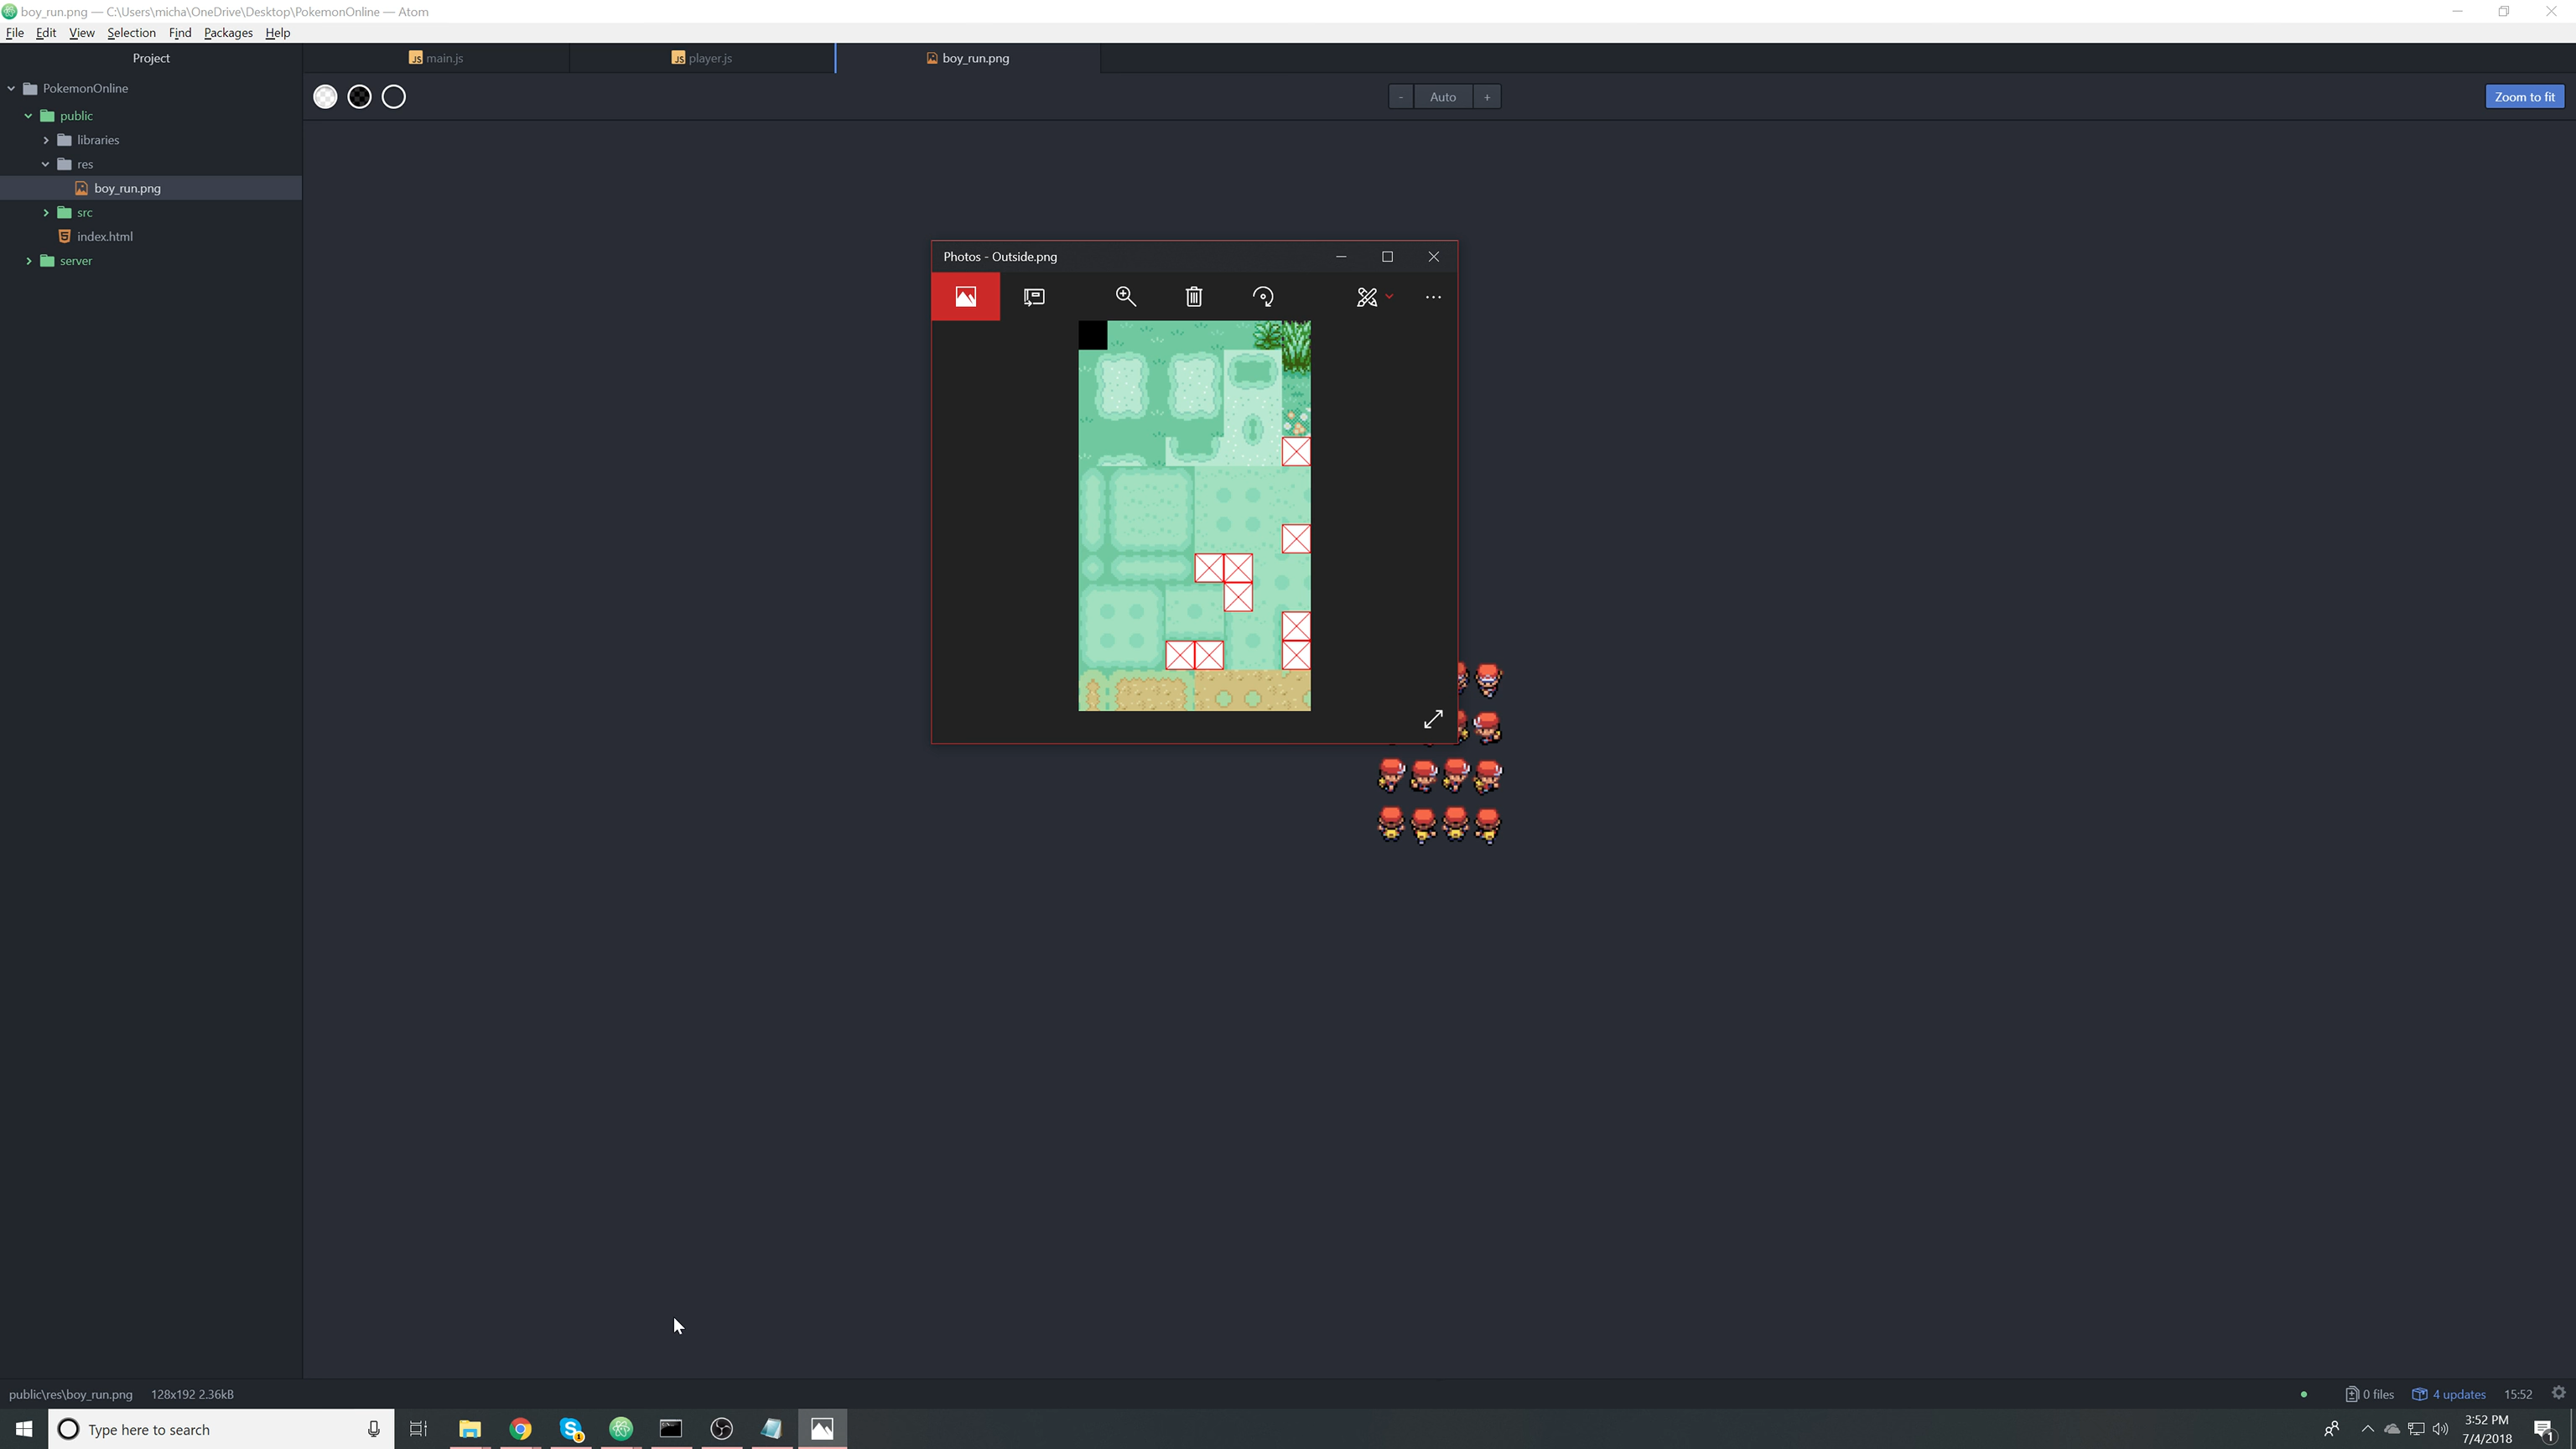 boy_run.png — C:\Users\micha\OneDrive\Desktop\PokemonOnline — Atom
File Edit View Selection Find Packages Help
Project
main.js
player.js
boy_run.png
PokemonOnline
- Auto +
Zoom to fit
public
libraries
res
boy_run.png
src
index.html
server
Photos - Outside.png
public\res\boy_run.png 128x192 2.36kB
0 files 4 updates 15:52
Type here to search
3:52 PM
7/4/2018